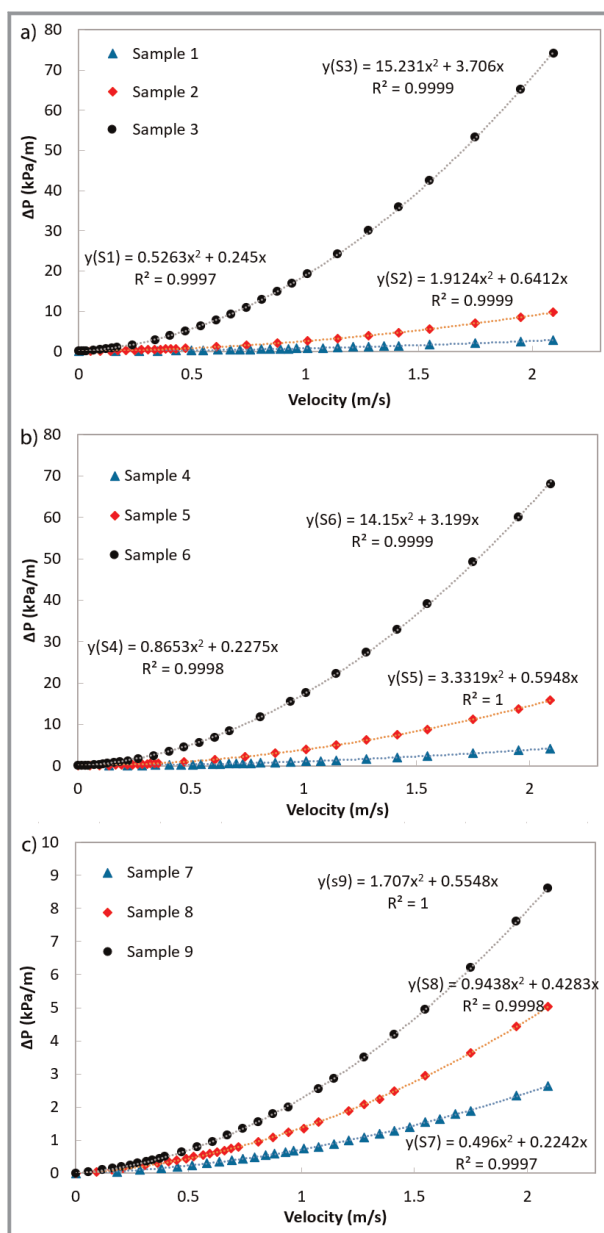 a)
80
70
60
50
40
30
20
10
0
ΔP (kPa/m)
Sample 1
Sample 2
Sample 3
y(S3) = 15.231x² + 3.706x
R² = 0.9999
y(S1) = 0.5263x² + 0.245x
R² = 0.9997
y(S2) = 1.9124x² + 0.6412x
R² = 0.9999
0 0.5 1 1.5 2
Velocity (m/s)
b)
80
70
60
50
40
30
20
10
0
ΔP (kPa/m)
Sample 4
Sample 5
Sample 6
y(S6) = 14.15x² + 3.199x
R² = 0.9999
y(S4) = 0.8653x² + 0.2275x
R² = 0.9998
y(S5) = 3.3319x² + 0.5948x
R² = 1
0 0.5 1 1.5 2
Velocity (m/s)
c)
10
9
8
7
6
5
4
3
2
1
0
ΔP (kPa/m)
Sample 7
Sample 8
Sample 9
y(s9) = 1.707x² + 0.5548x
R² = 1
y(S8) = 0.9438x² + 0.4283x
R² = 0.9998
y(S7) = 0.496x² + 0.2242x
R² = 0.9997
0 0.5 1 1.5 2
Velocity (m/s)